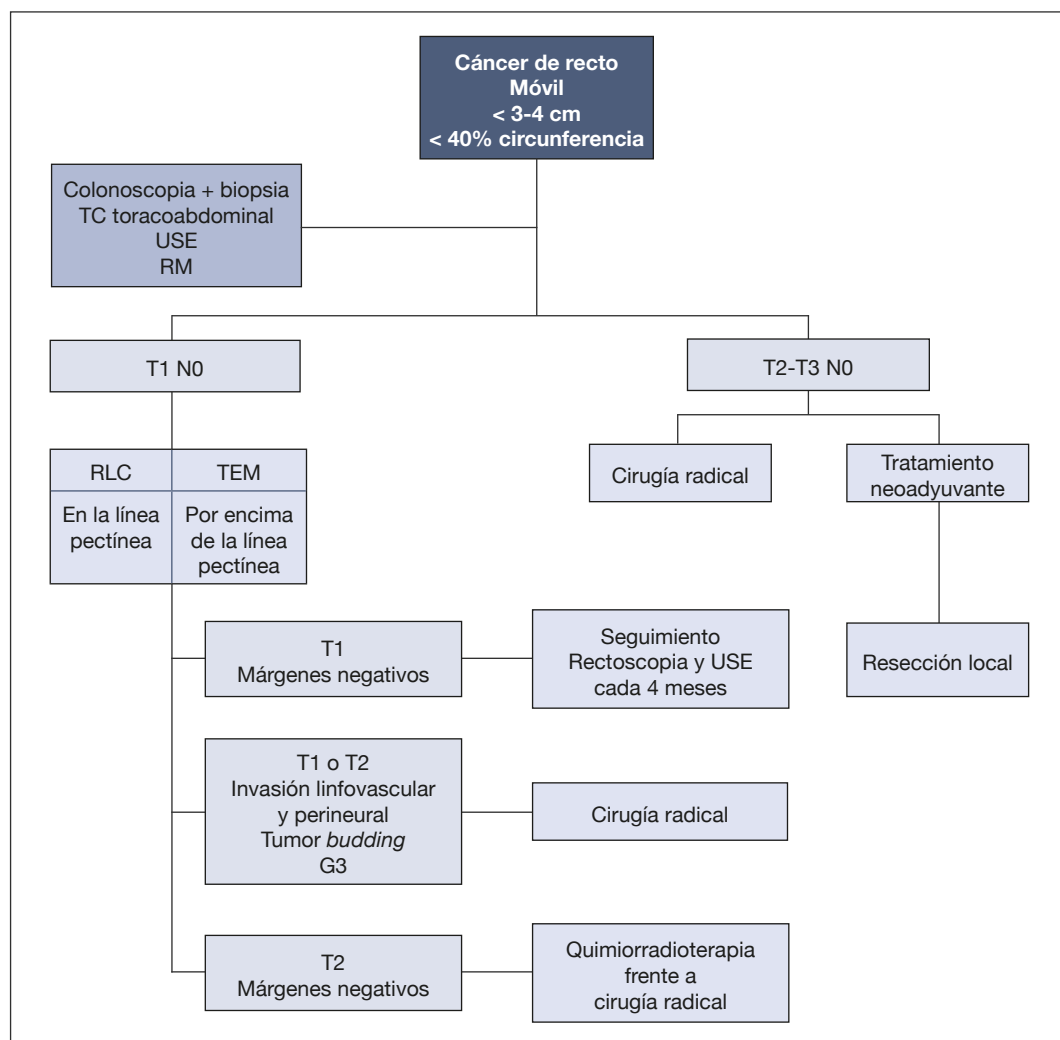 Cáncer de recto
Móvil
< 3-4 cm
< 40% circunferencia
Colonoscopia + biopsia
TC toracoabdominal
USE
RM
T1 N0
T2-T3 N0
RLC
En la línea
pectínea
TEM
Por encima
de la línea
pectínea
Cirugía radical
Tratamiento
neoadyuvante
Resección local
T1
Márgenes negativos
Seguimiento
Rectoscopia y USE
cada 4 meses
T1 o T2
Invasión linfovascular
y perineural
Tumor budding
G3
Cirugía radical
T2
Márgenes negativos
Quimiorradioterapia
frente a
cirugía radical